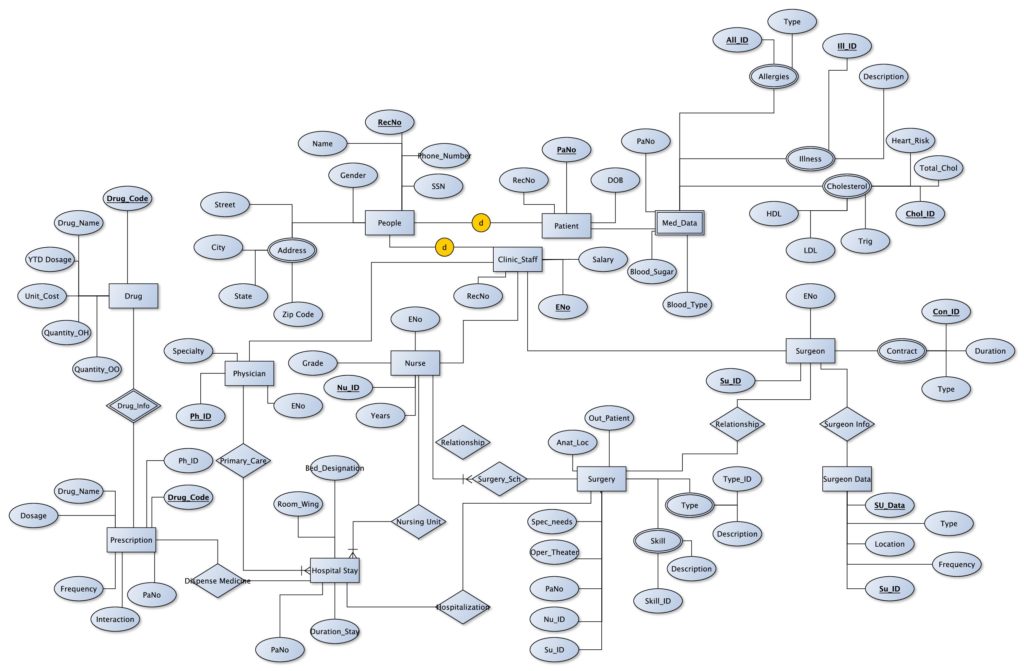 Type
All_ID
Ill_ID
Allergies
Description
RecNo
Name
Phone_Number
PaNo
PaNo
Heart_Risk
Illness
Total_Chol
Gender
SSN
RecNo
DOB
Cholesterol
Drug_Code
Street
HDL
Chol_ID
Drug_Name
People
d
Patient
Med_Data
LDL
Trig
City
Address
d
Clinic_Staff
Salary
YTD Dosage
Blood_Sugar
Unit_Cost
Drug
State
RecNo
ENo
ENo
Zip Code
Blood_Type
Con_ID
Quantity_OH
ENo
Specialty
Surgeon
Contract
Duration
Quantity_OO
Physician
Grade
Nurse
Nu_ID
Su_ID
Type
Drug_Info
Ph_ID
ENo
Years
Out_Patient
Relationship
Surgeon Info
Anat_Loc
Relationship
Ph_ID
Primary_Care
Bed_Designation
Surgery_Sch
Surgery
Type_ID
Surgeon Data
Drug_Name
Drug_Code
Room_Wing
Type
SU_Data
Dosage
Nursing Unit
Spec_needs
Type
Description
Prescription
Skill
Location
Oper_Theater
Frequency
Hospital Stay
Description
Dispense Medicine
Frequency
PaNo
PaNo
Su_ID
Skill_ID
Hospitalization
Interaction
Nu_ID
Duration_Stay
PaNo
Su_ID